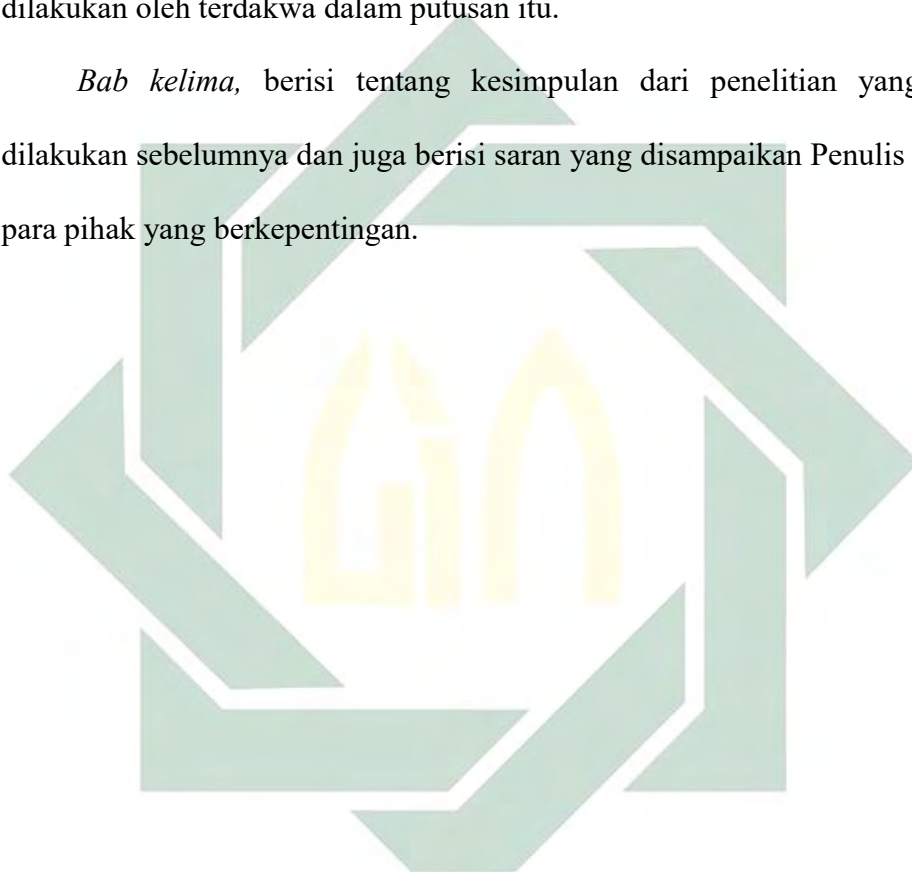 dilakukan oleh terdakwa dalam putusan itu.
Bab kelima, berisi tentang kesimpulan dari penelitian yang
dilakukan sebelumnya dan juga berisi saran yang disampaikan Penulis
para pihak yang berkepentingan.